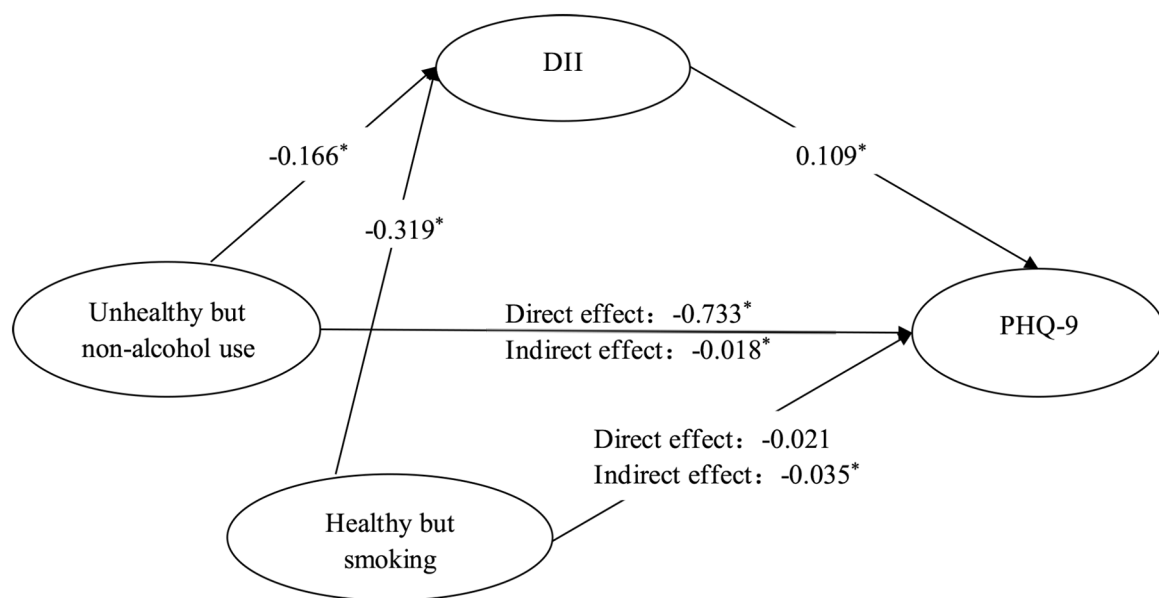 DII
-0.166*
0.109*
-0.319*
Unhealthy but
non-alcohol use
Direct effect：-0.733*
Indirect effect：-0.018*
PHQ-9
Direct effect：-0.021
Indirect effect：-0.035*
Healthy but
smoking